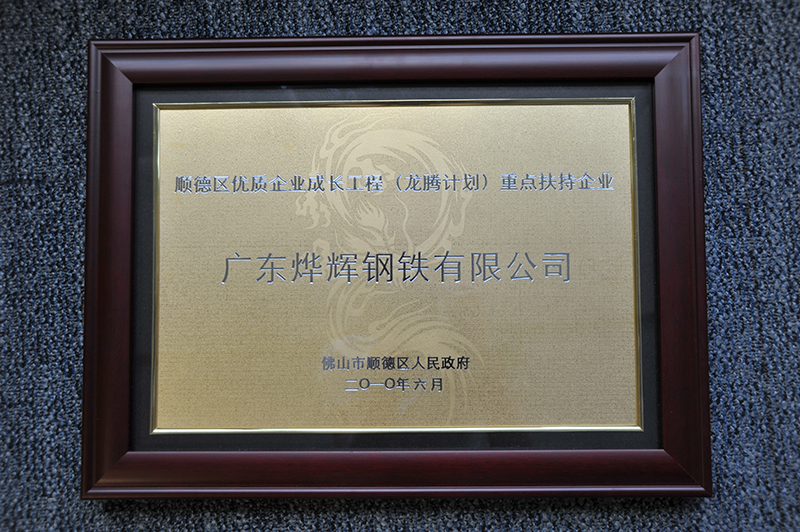 顺德区优质企业成长工程（龙腾计划）重点扶持企业
广东烨辉钢铁有限公司
佛山市顺德区人民政府
二〇一〇年六月